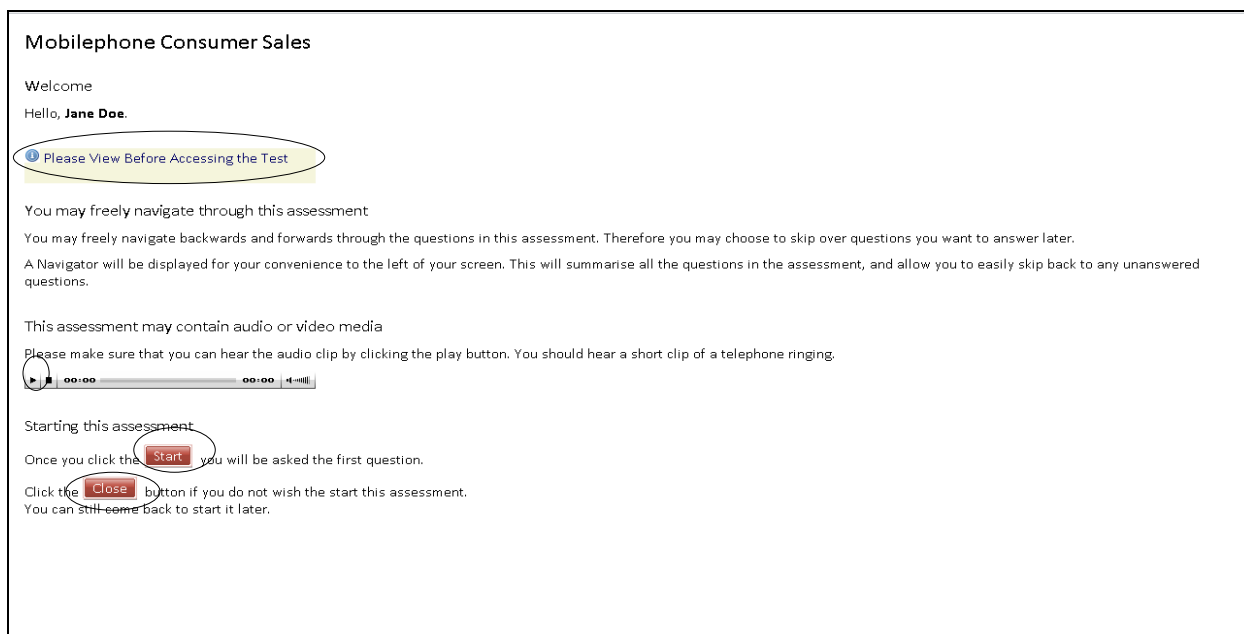 Mobilephone Consumer Sales
Welcome
Hello, Jane Doe.
Please View Before Accessing the Test
You may freely navigate through this assessment
You may freely navigate backwards and forwards through the questions in this assessment. Therefore you may choose to skip over questions you want to answer later.
A Navigator will be displayed for your convenience to the left of your screen. This will summarise all the questions in the assessment, and allow you to easily skip back to any unanswered
questions.
This assessment may contain audio or video media
Please make sure that you can hear the audio clip by clicking the play button. You should hear a short clip of a telephone ringing.
00:00 00:00
Starting this assessment
Once you click the Start you will be asked the first question.
Click the Close button if you do not wish the start this assessment.
You can still come back to start it later.